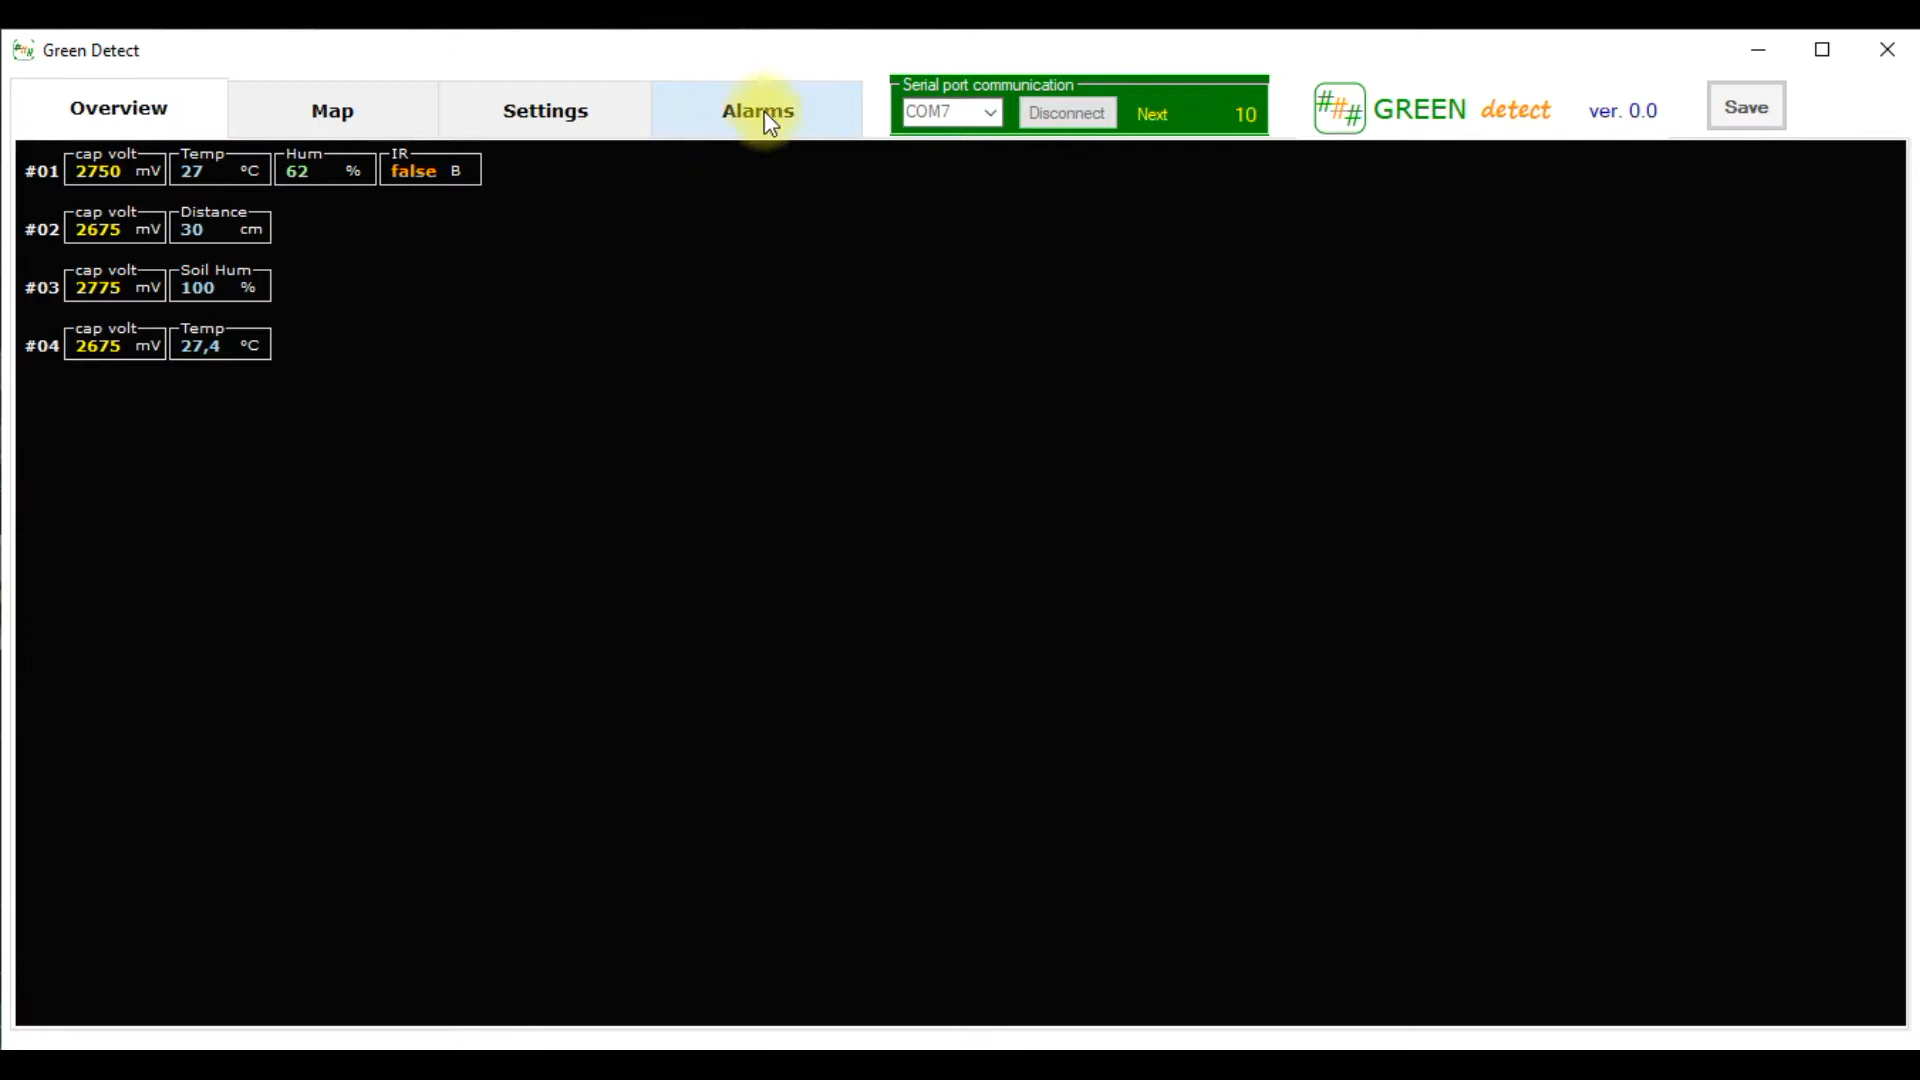 Green Detect
Overview Map Settings Alarms
Serial port communication
COM7 Disconnect Next 10
### GREEN detect ver. 0.0 Save
cap volt Temp Hum IR
#01 2750 mV 27 °C 62 % false B
cap volt Distance
#02 2675 mV 30 cm
cap volt Soil Hum
#03 2775 mV 100 %
cap volt Temp
#04 2675 mV 27,4 °C